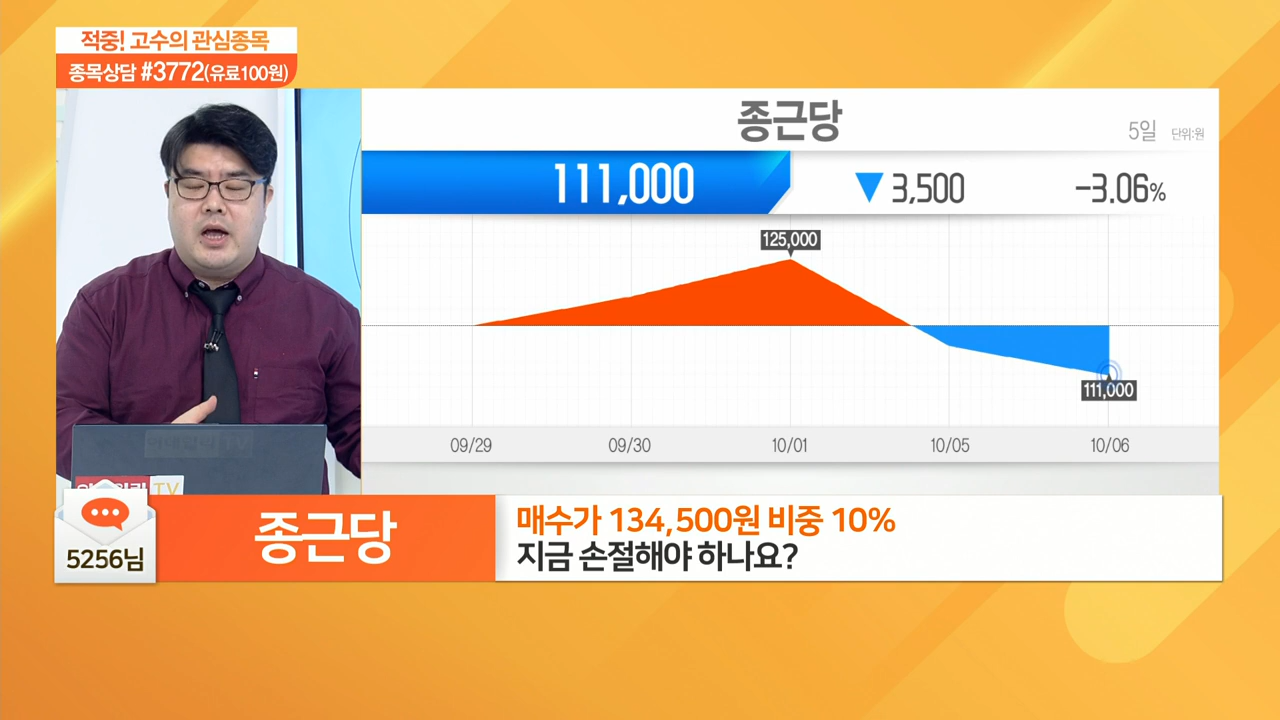 적중! 고수의 관심종목
종목상담 #3772(유료100원)
종근당
5일 단위:원
111,000 ▼ 3,500 -3.06%
125,000
111,000
09/29 09/30 10/01 10/05 10/06
TV
TV
5256님
종근당
매수가 134,500원 비중 10%
지금 손절해야 하나요?